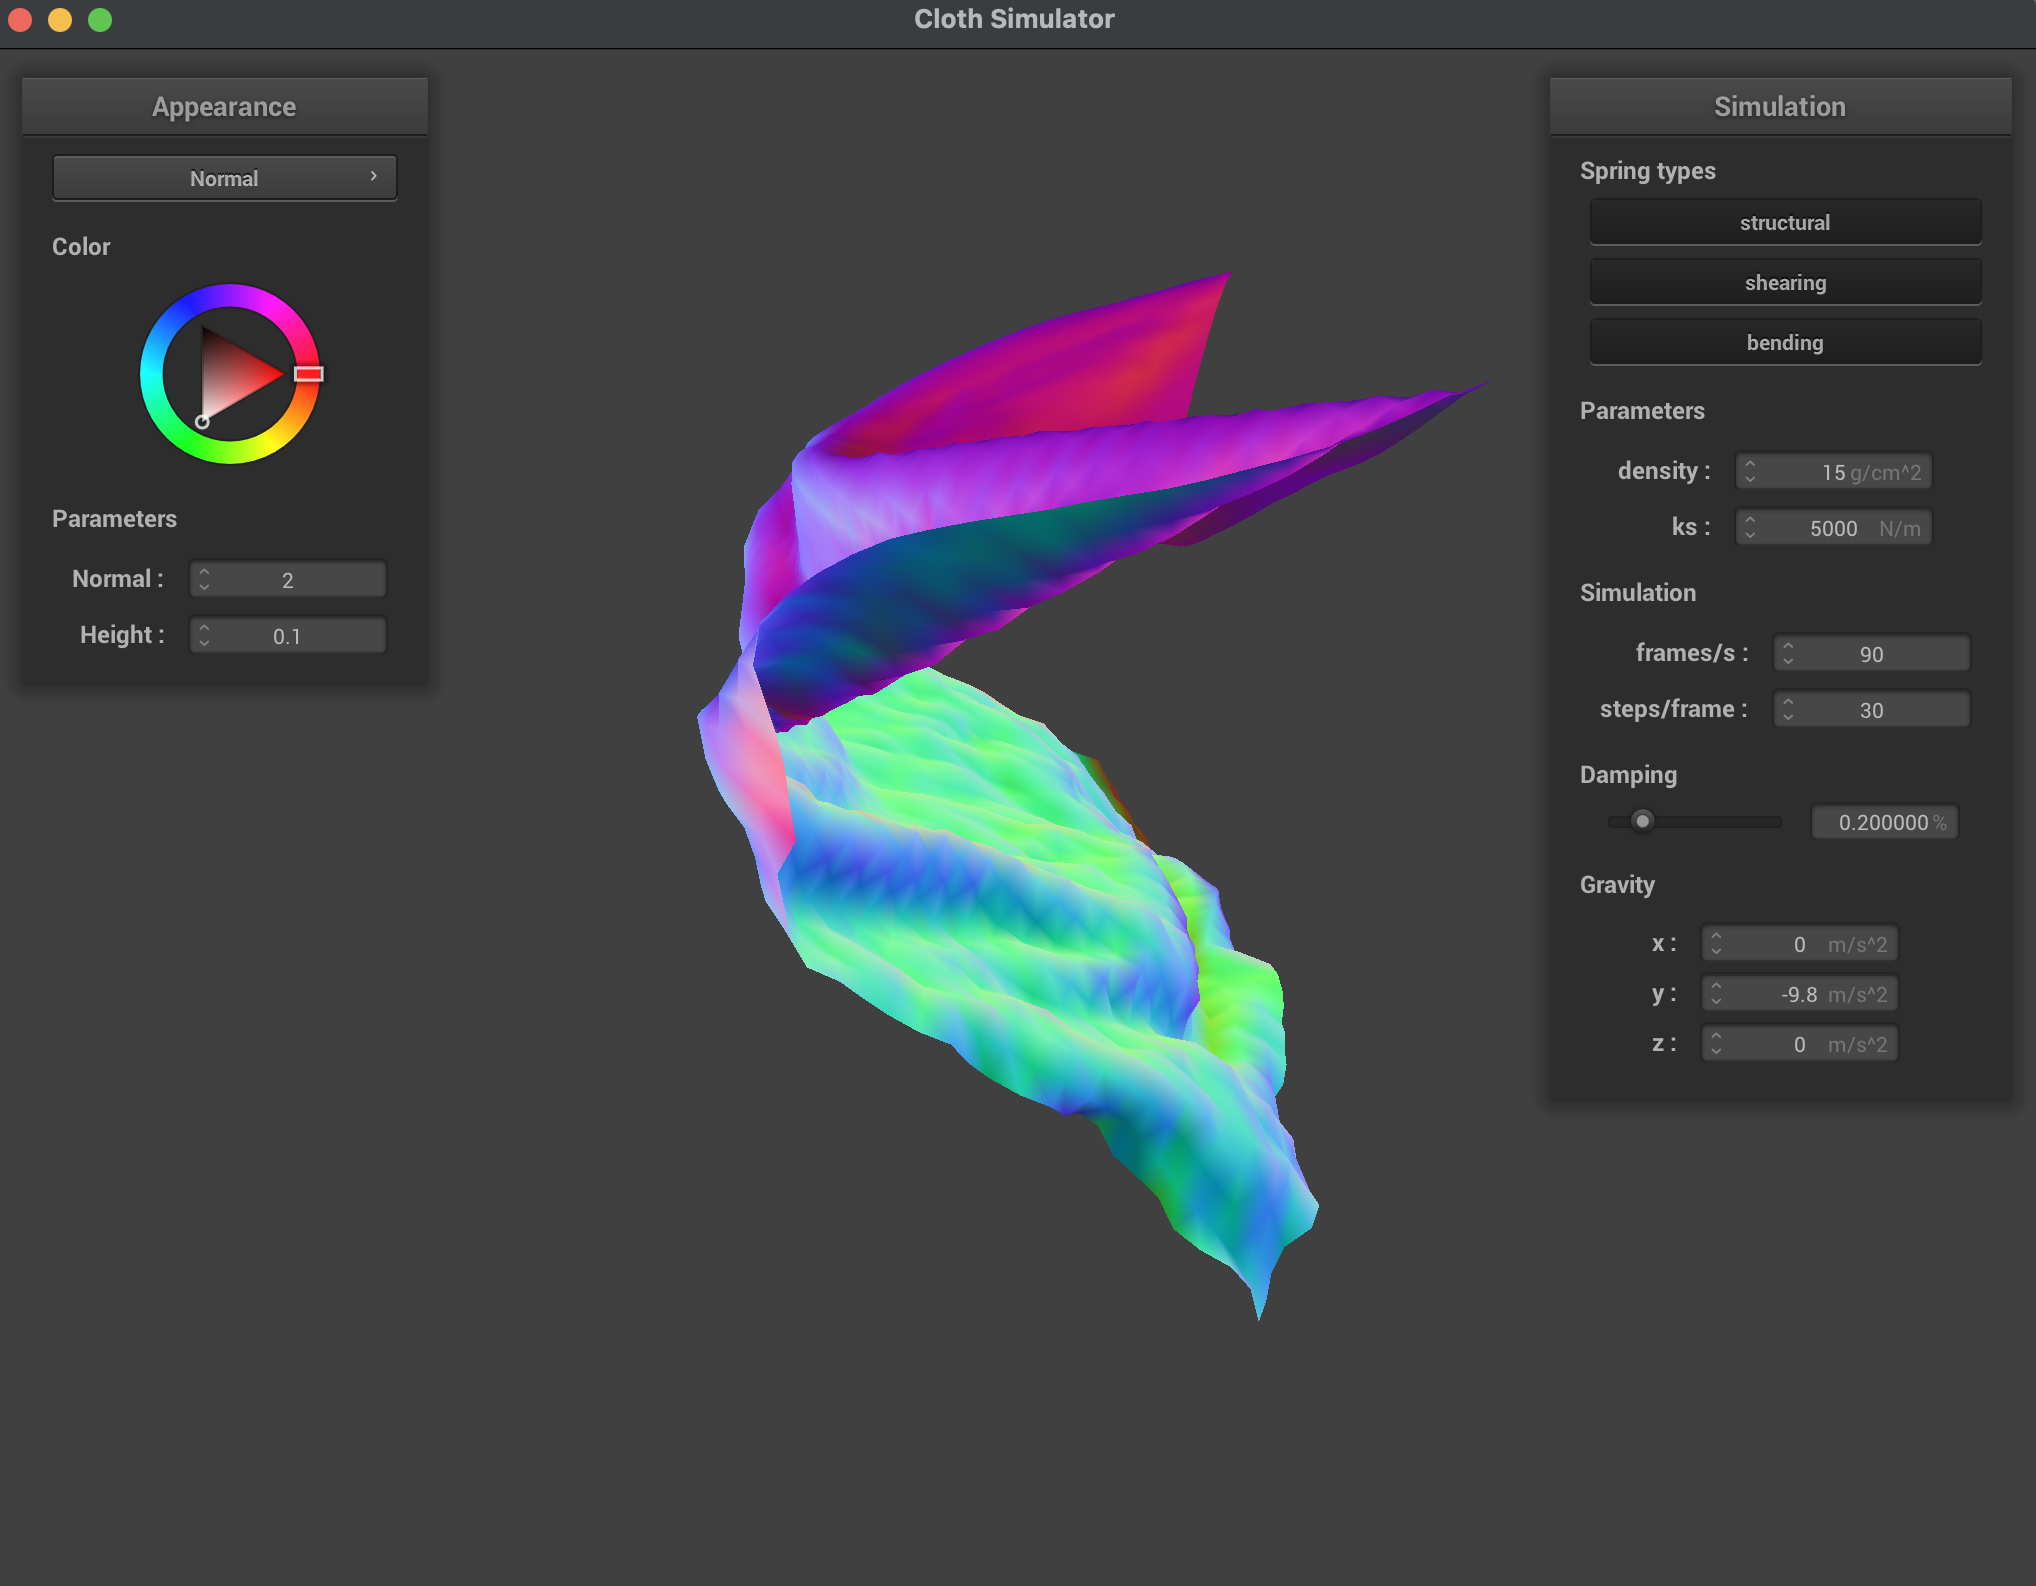 Cloth Simulator
Appearance
Normal
Color
Parameters
Normal : 2
Height : 0.1
Simulation
Spring types
structural
shearing
bending
Parameters
density : 15 g/cm^2
ks : 5000 N/m
Simulation
frames/s : 90
steps/frame : 30
Damping
0.200000 %
Gravity
x : 0 m/s^2
y : -9.8 m/s^2
z : 0 m/s^2